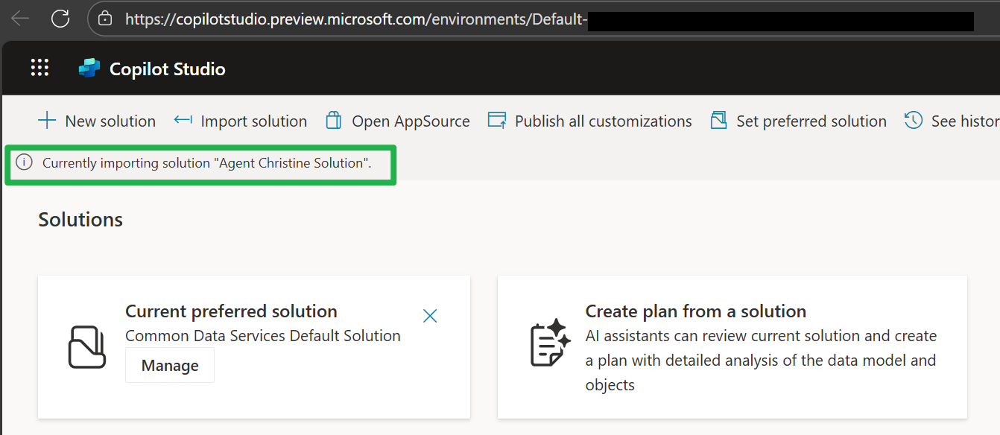 https://copilotstudio.preview.microsoft.com/environments/Default-
Copilot Studio
New solution Import solution Open AppSource Publish all customizations Set preferred solution See histor
Currently importing solution "Agent Christine Solution".
Solutions
Current preferred solution
Common Data Services Default Solution
Manage
Create plan from a solution
AI assistants can review current solution and create
a plan with detailed analysis of the data model and
objects